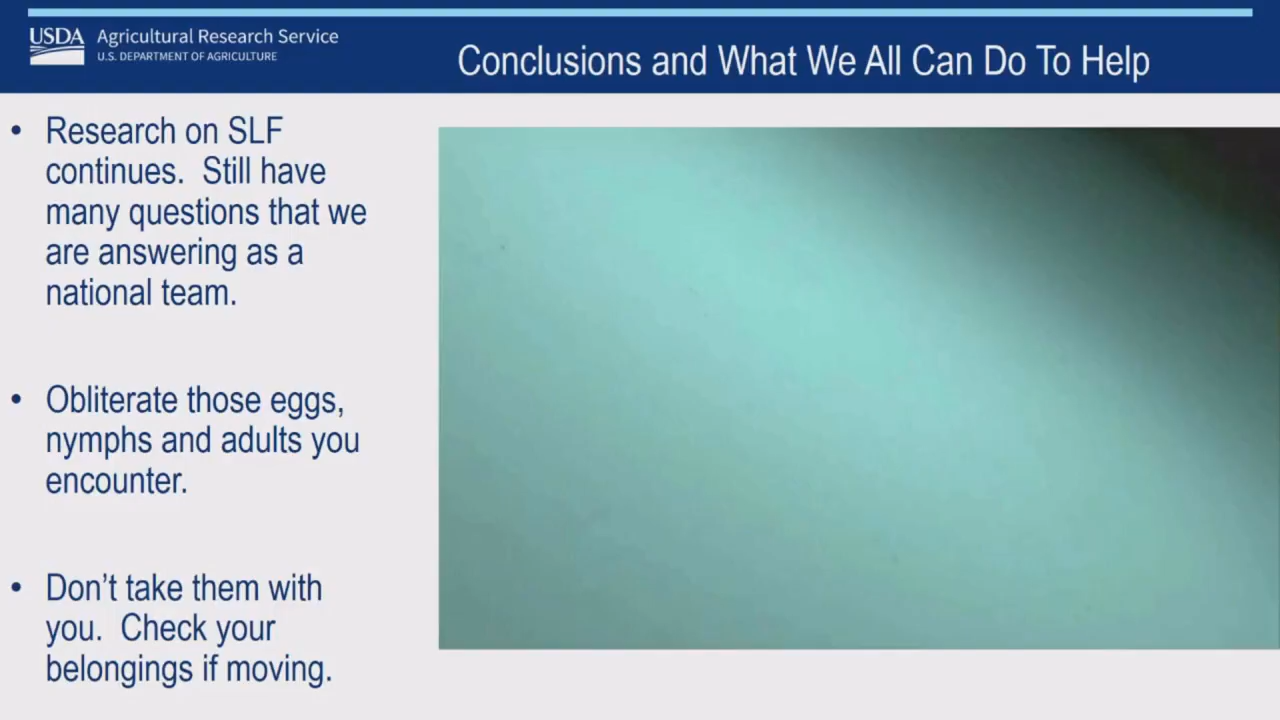 USDA Agricultural Research Service
U.S. DEPARTMENT OF AGRICULTURE
Conclusions and What We All Can Do To Help
• Research on SLF
continues.  Still have
many questions that we
are answering as a
national team.
• Obliterate those eggs,
nymphs and adults you
encounter.
• Don’t take them with
you.  Check your
belongings if moving.